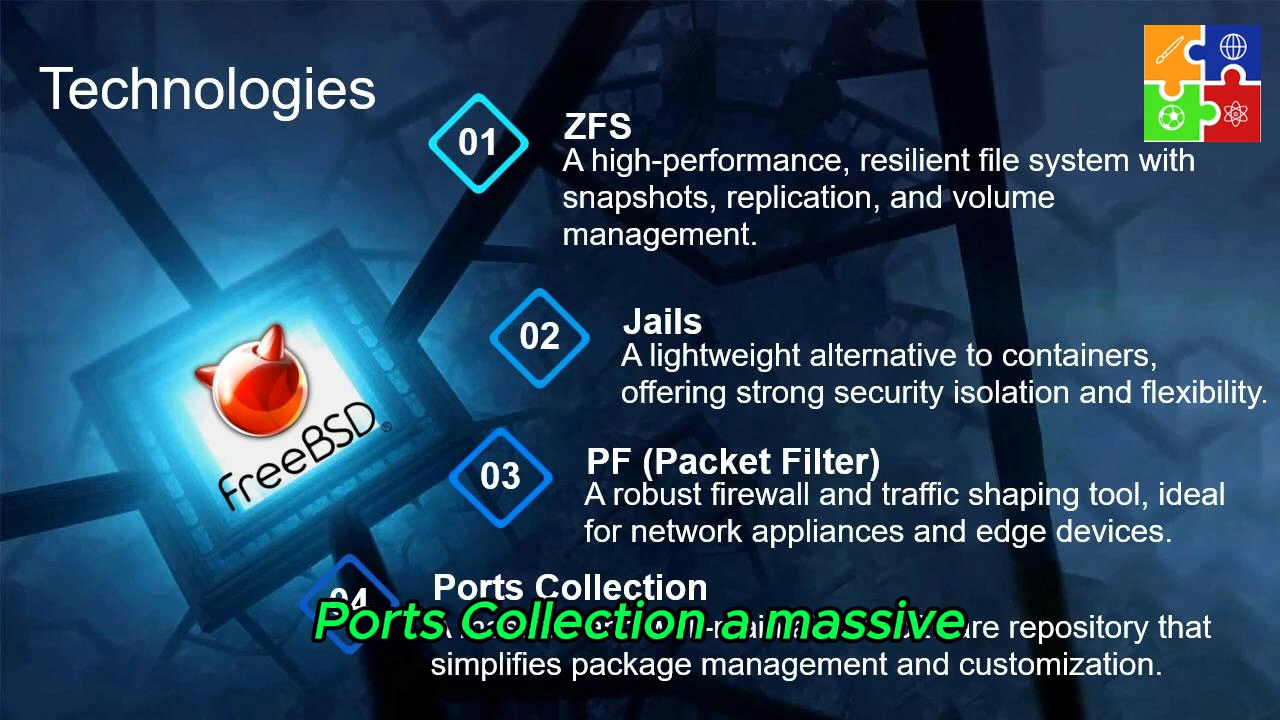 Technologies
01
ZFS
A high-performance, resilient file system with
snapshots, replication, and volume
management.
02
Jails
A lightweight alternative to containers,
offering strong security isolation and flexibility.
freeBSD®
03
PF (Packet Filter)
A robust firewall and traffic shaping tool, ideal
for network appliances and edge devices.
04
Ports Collection
Ports Collection a massive
repository that
simplifies package management and customization.